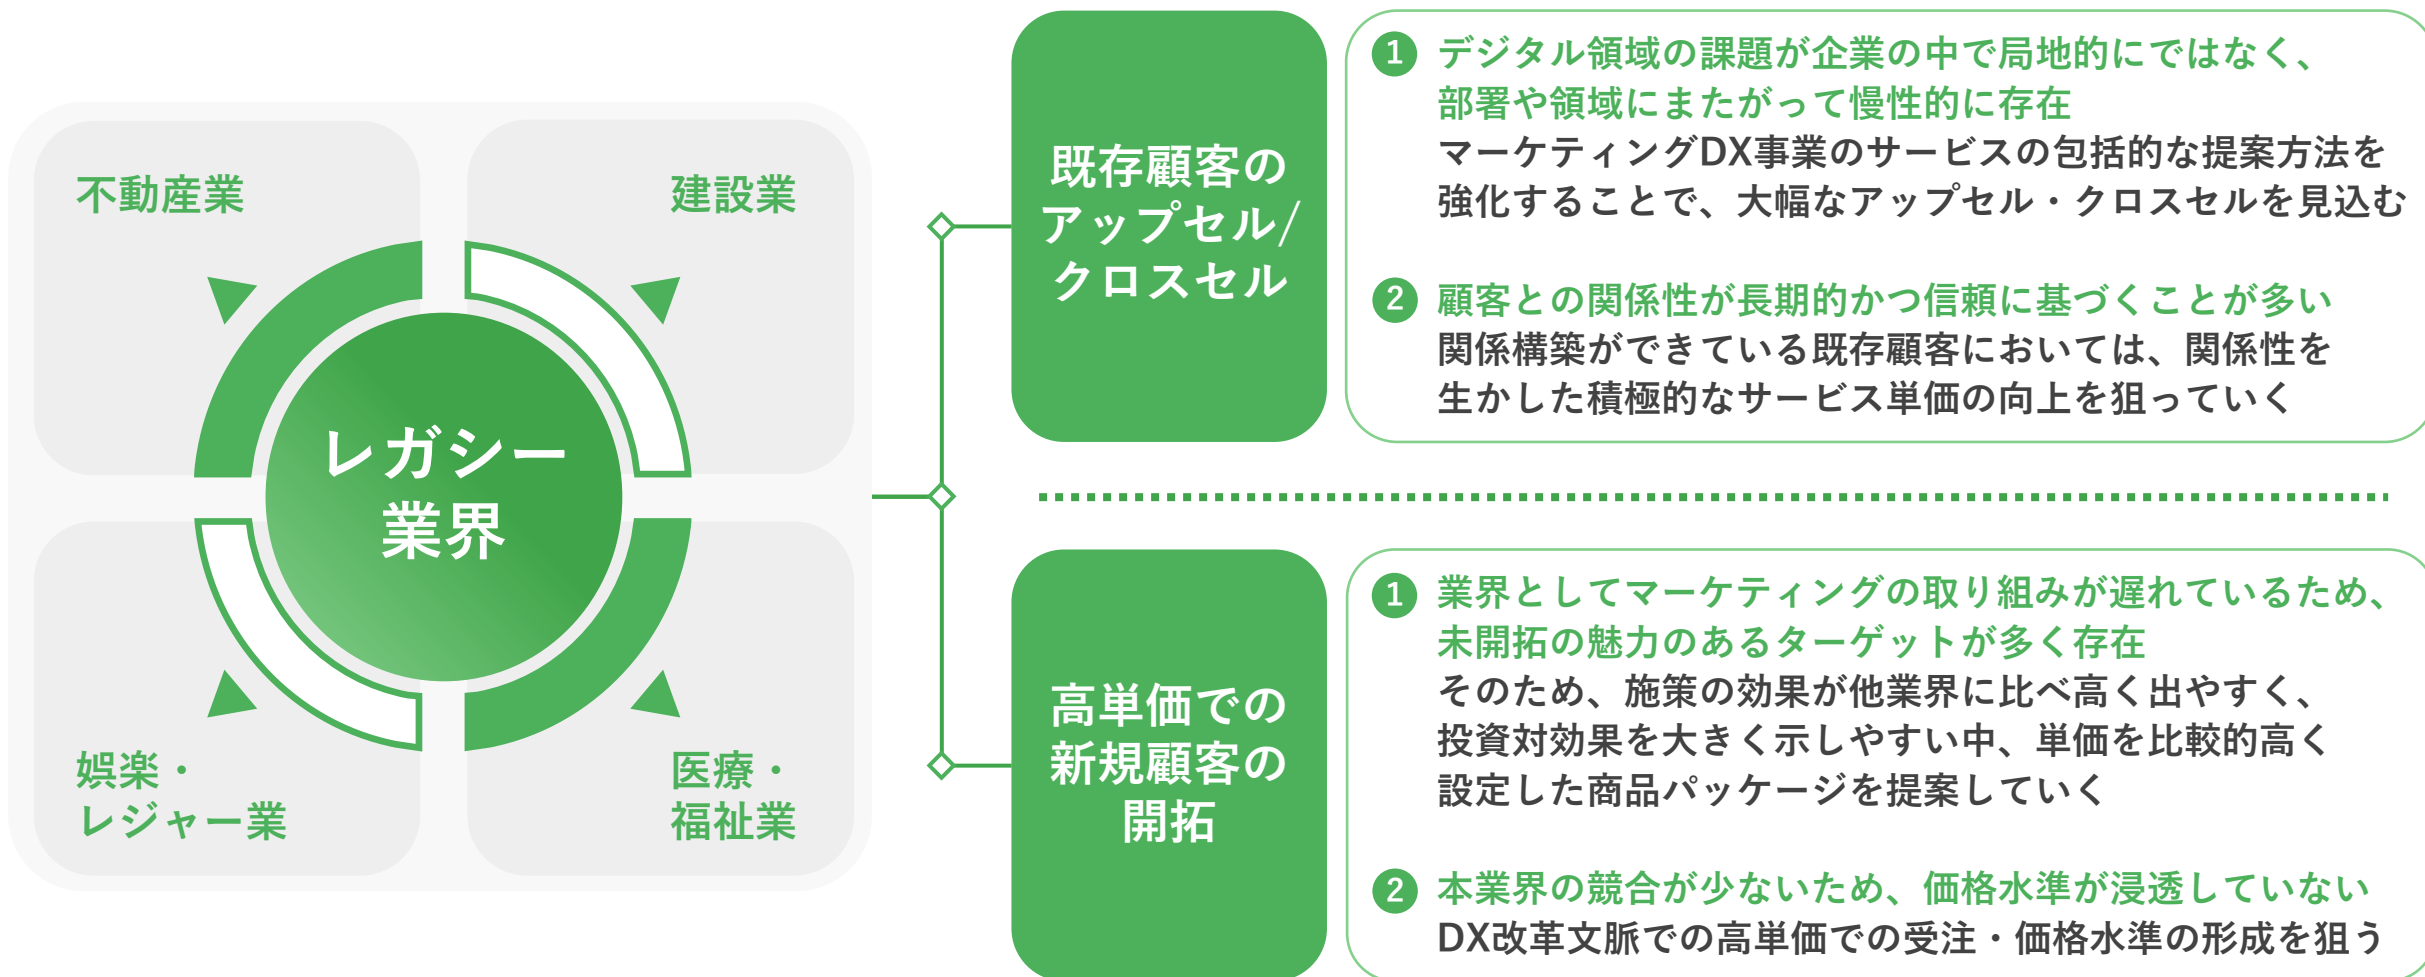 不動産業
建設業
レガシー
業界
娯楽・
レジャー業
医療・
福祉業
既存顧客の
アップセル/
クロスセル
1 デジタル領域の課題が企業の中で局地的にではなく、
部署や領域にまたがって慢性的に存在
マーケティングDX事業のサービスの包括的な提案方法を
強化することで、大幅なアップセル・クロスセルを見込む
2 顧客との関係性が長期的かつ信頼に基づくことが多い
関係構築ができている既存顧客においては、関係性を
生かした積極的なサービス単価の向上を狙っていく
高単価での
新規顧客の
開拓
1 業界としてマーケティングの取り組みが遅れているため、
未開拓の魅力のあるターゲットが多く存在
そのため、施策の効果が他業界に比べ高く出やすく、
投資対効果を大きく示しやすい中、単価を比較的高く
設定した商品パッケージを提案していく
2 本業界の競合が少ないため、価格水準が浸透していない
DX改革文脈での高単価での受注・価格水準の形成を狙う